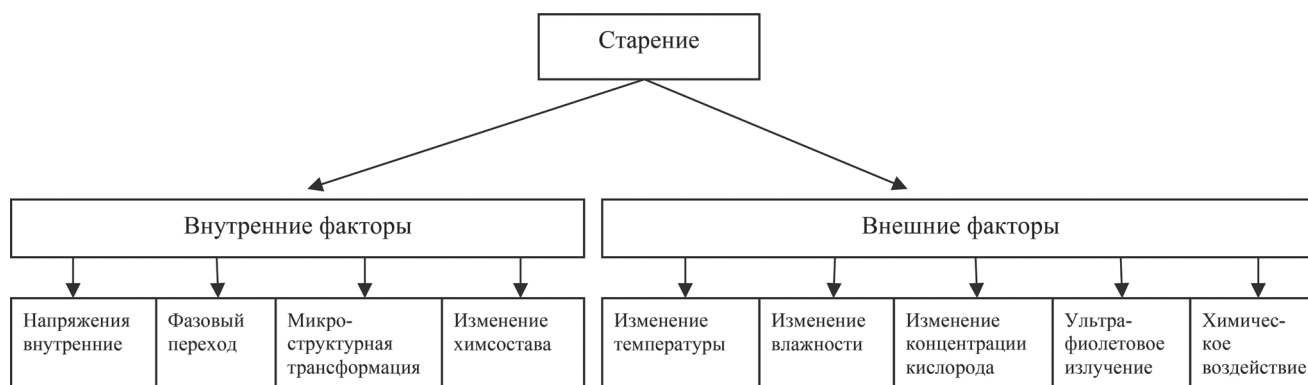 Старение
Внутренние факторы
Внешние факторы
Напряжения
внутренние
Фазовый
переход
Микро-
структурная
трансформация
Изменение
химсостава
Изменение
температуры
Изменение
влажности
Изменение
концентрации
кислорода
Ультра-
фиолетовое
излучение
Химичес-
кое
воздействие